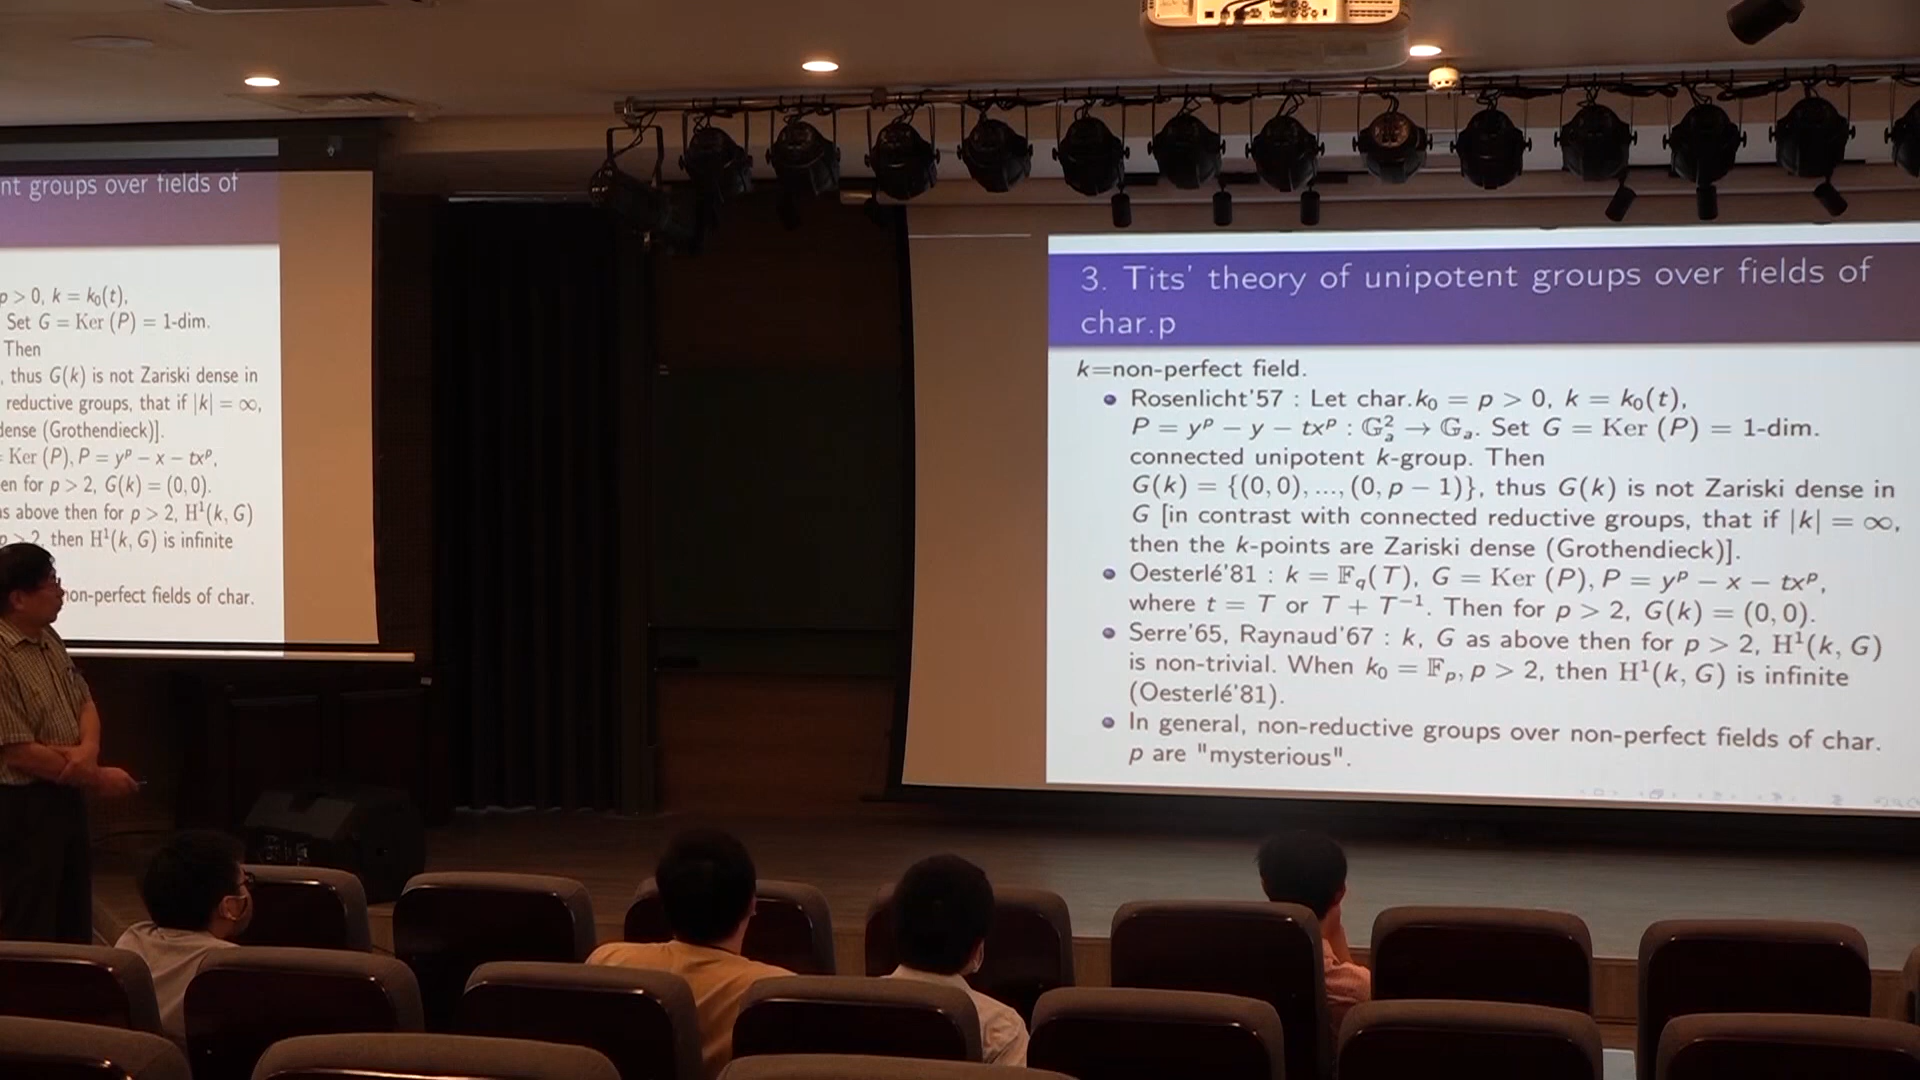 nt groups over fields of
p > 0, k = k₀(t),
Set G = Ker (P) = 1-dim.
Then
, thus G(k) is not Zariski dense in
reductive groups, that if |k| = ∞,
dense (Grothendieck)].
= Ker (P), P = yᵖ − x − txᵖ,
en for p > 2, G(k) = (0, 0).
as above then for p > 2, H¹(k, G)
p > 2, then H¹(k, G) is infinite
non-perfect fields of char.
3. Tits' theory of unipotent groups over fields of
char.p
k=non-perfect field.
• Rosenlicht'57 : Let char.k₀ = p > 0, k = k₀(t),
P = yᵖ − y − txᵖ : 𝔾ₐ² → 𝔾ₐ. Set G = Ker (P) = 1-dim.
connected unipotent k-group. Then
G(k) = {(0, 0), ..., (0, p − 1)}, thus G(k) is not Zariski dense in
G [in contrast with connected reductive groups, that if |k| = ∞,
then the k-points are Zariski dense (Grothendieck)].
• Oesterlé'81 : k = 𝔽_q(T), G = Ker (P), P = yᵖ − x − txᵖ,
where t = T or T + T⁻¹. Then for p > 2, G(k) = (0, 0).
• Serre'65, Raynaud'67 : k, G as above then for p > 2, H¹(k, G)
is non-trivial. When k₀ = 𝔽ₚ, p > 2, then H¹(k, G) is infinite
(Oesterlé'81).
• In general, non-reductive groups over non-perfect fields of char.
p are "mysterious".